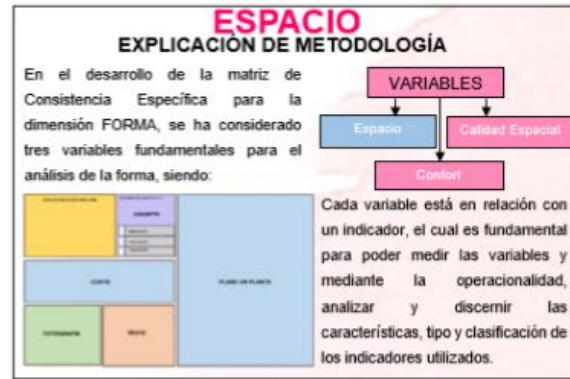 ESPACIO
EXPLICACIÓN DE METODOLOGÍA
En el desarrollo de la matriz de
Consistencia Específica para la
dimensión FORMA, se ha considerado
tres variables fundamentales para el
análisis de la forma, siendo:
VARIABLES
Espacio
Calidad Espacial
Confort
CONCEPTO
CORTE
PLANO EN PLANTA
FOTOGRAFIA
TEXTO
Cada variable está en relación con
un indicador, el cual es fundamental
para poder medir las variables y
mediante la operacionalidad,
analizar y discernir las
características, tipo y clasificación de
los indicadores utilizados.